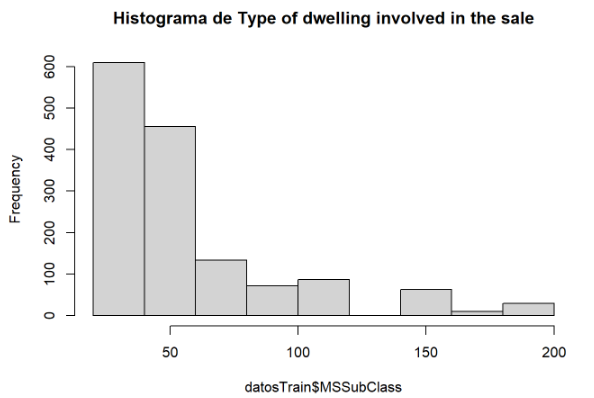 Histograma de Type of dwelling involved in the sale
Frequency
600
500
400
300
200
100
0
50 100 150 200
datosTrain$MSSubClass